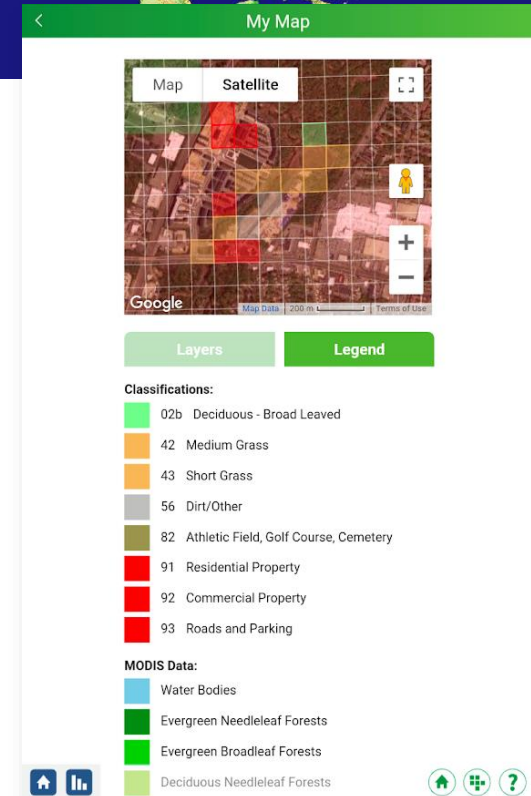 My Map
Map
Satellite
Google
Map Data
200 m
Terms of Use
Layers
Legend
Classifications:
02b Deciduous - Broad Leaved
42 Medium Grass
43 Short Grass
56 Dirt/Other
82 Athletic Field, Golf Course, Cemetery
91 Residential Property
92 Commercial Property
93 Roads and Parking
MODIS Data:
Water Bodies
Evergreen Needleleaf Forests
Evergreen Broadleaf Forests
Deciduous Needleleaf Forests
?